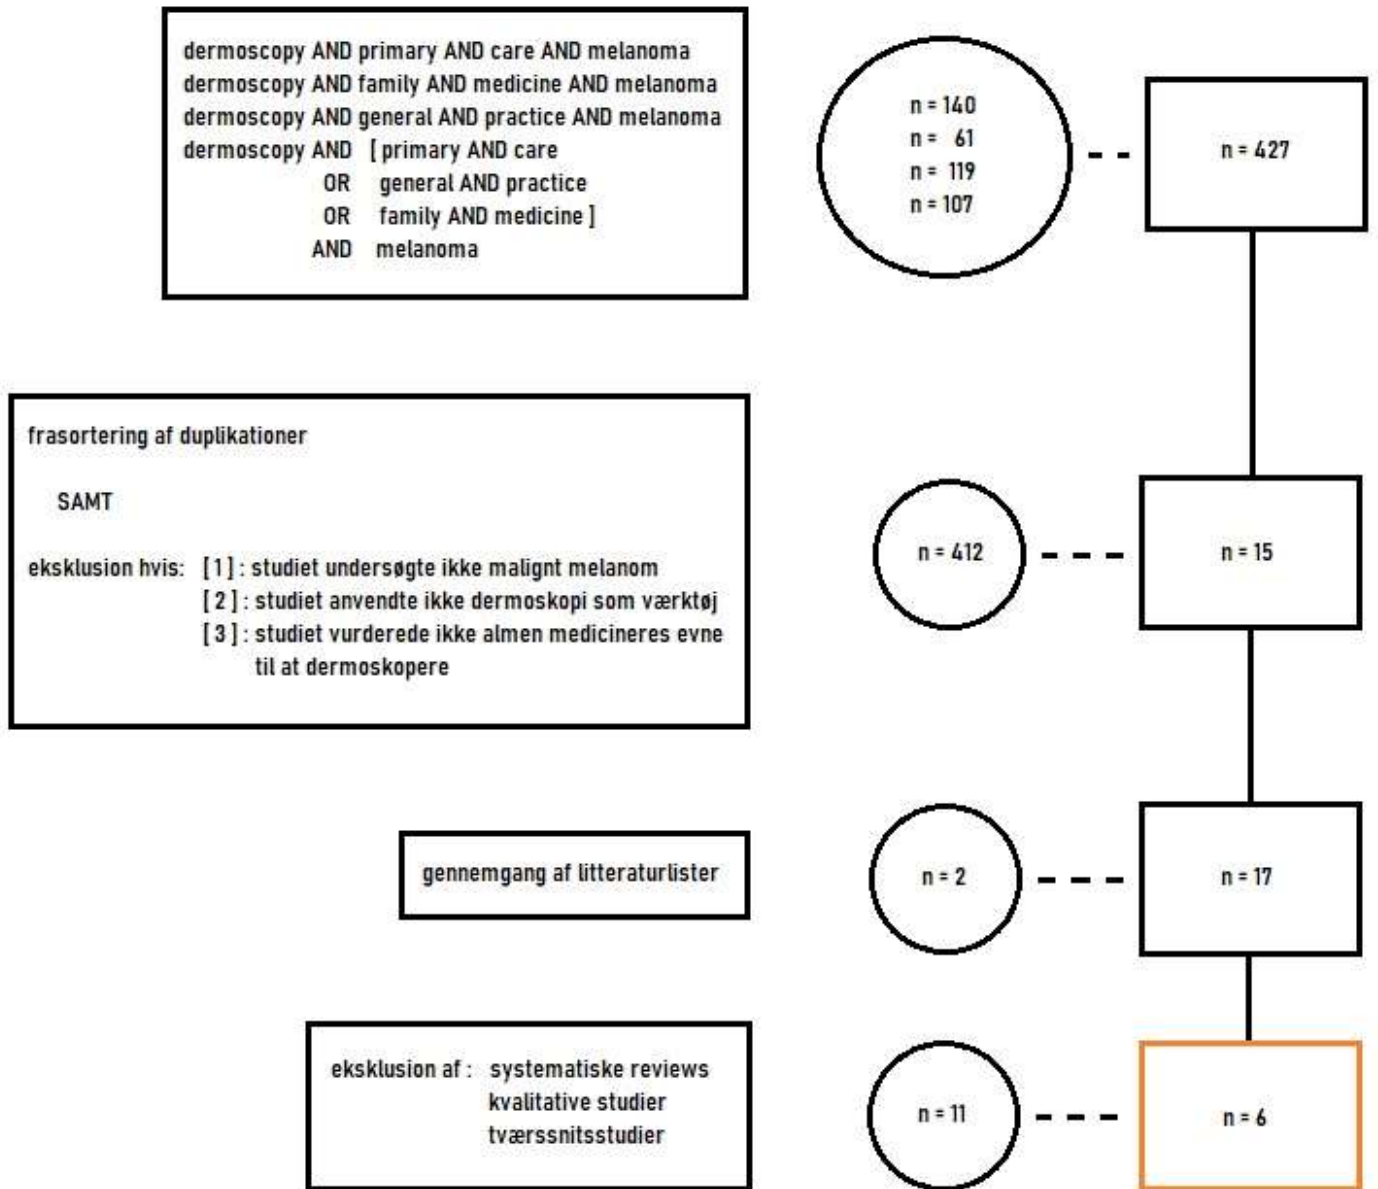 dermoscopy AND primary AND care AND melanoma
dermoscopy AND family AND medicine AND melanoma
dermoscopy AND general AND practice AND melanoma
dermoscopy AND [ primary AND care
OR general AND practice
OR family AND medicine ]
AND melanoma
n = 140
n = 61
n = 119
n = 107
n = 427
frasortering af duplikationer
SAMT
eksklusion hvis: [ 1 ] : studiet undersøgte ikke malignt melanom
[ 2 ] : studiet anvendte ikke dermoskopi som værktøj
[ 3 ] : studiet vurderede ikke almen medicineres evne
til at dermoskopere
n = 412
n = 15
gennemgang af litteraturlister
n = 2
n = 17
eksklusion af : systematiske reviews
kvalitative studier
tværssnitsstudier
n = 11
n = 6